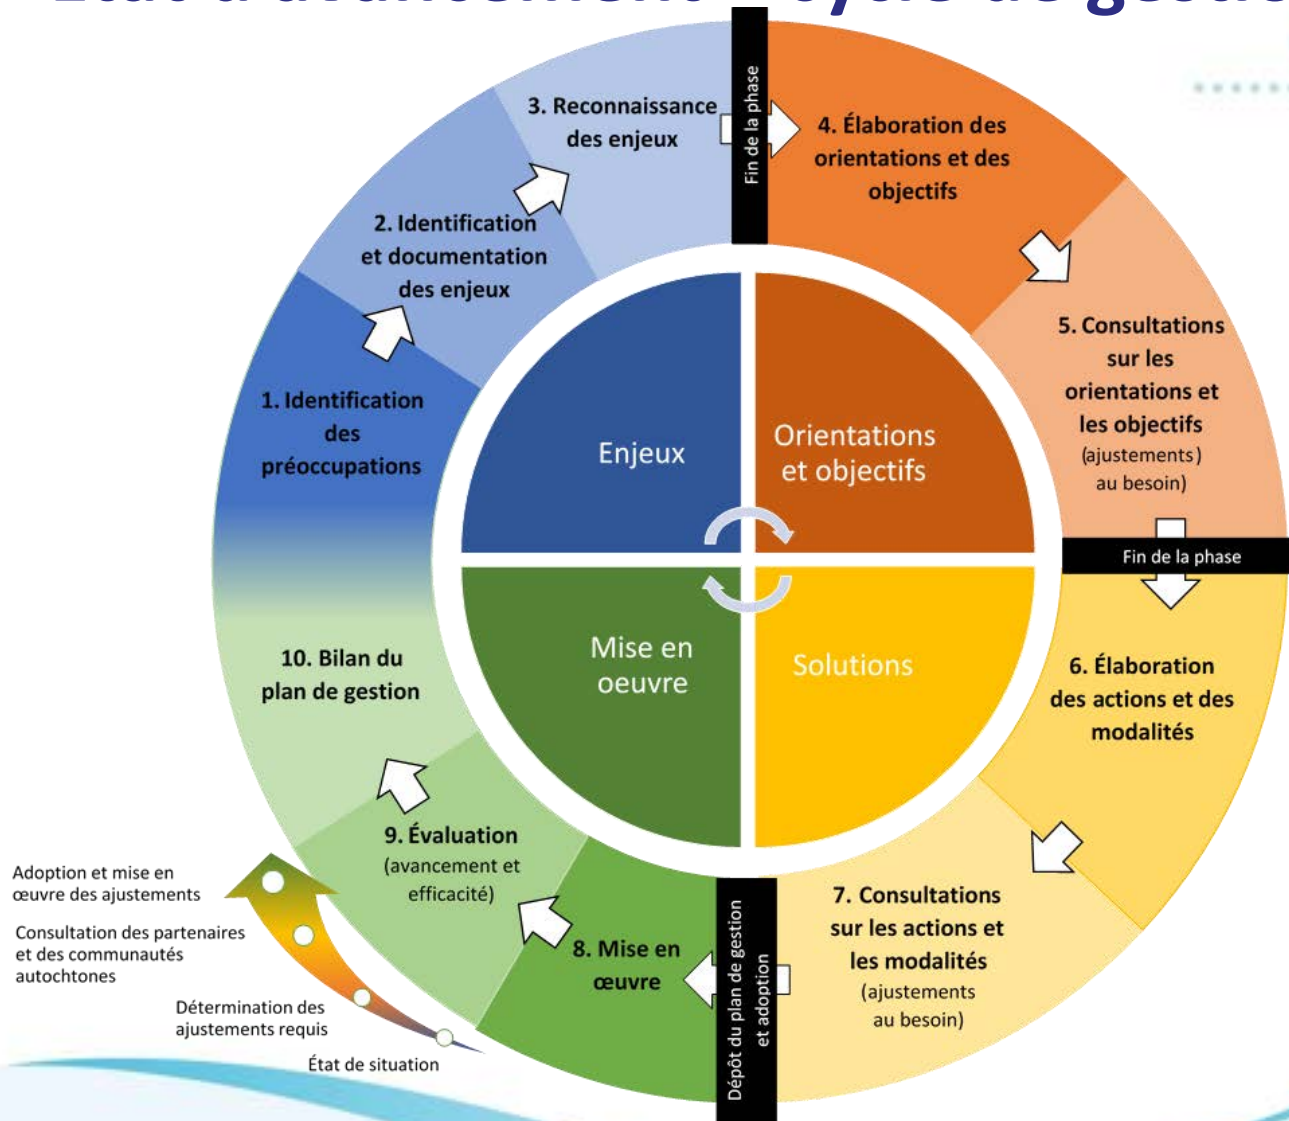 État d'avancement Cycle de gestio
3. Reconnaissance
des enjeux
Fin de la phase
4. Élaboration des
orientations et des
objectifs
2. Identification
et documentation
des enjeux
5. Consultations
sur les
orientations et
les objectifs
(ajustements)
au besoin)
1. Identification
des
préoccupations
Enjeux
Orientations
et objectifs
Fin de la phase
10. Bilan du
plan de gestion
Mise en
oeuvre
Solutions
6. Élaboration
des actions et des
modalités
9. Évaluation
(avancement et
efficacité)
8. Mise en
œuvre
Dépôt du plan de gestion
et adoption
7. Consultations
sur les actions et
les modalités
(ajustements
au besoin)
Adoption et mise en
œuvre des ajustements
Consultation des partenaires
et des communautés
autochtones
Détermination des
ajustements requis
État de situation